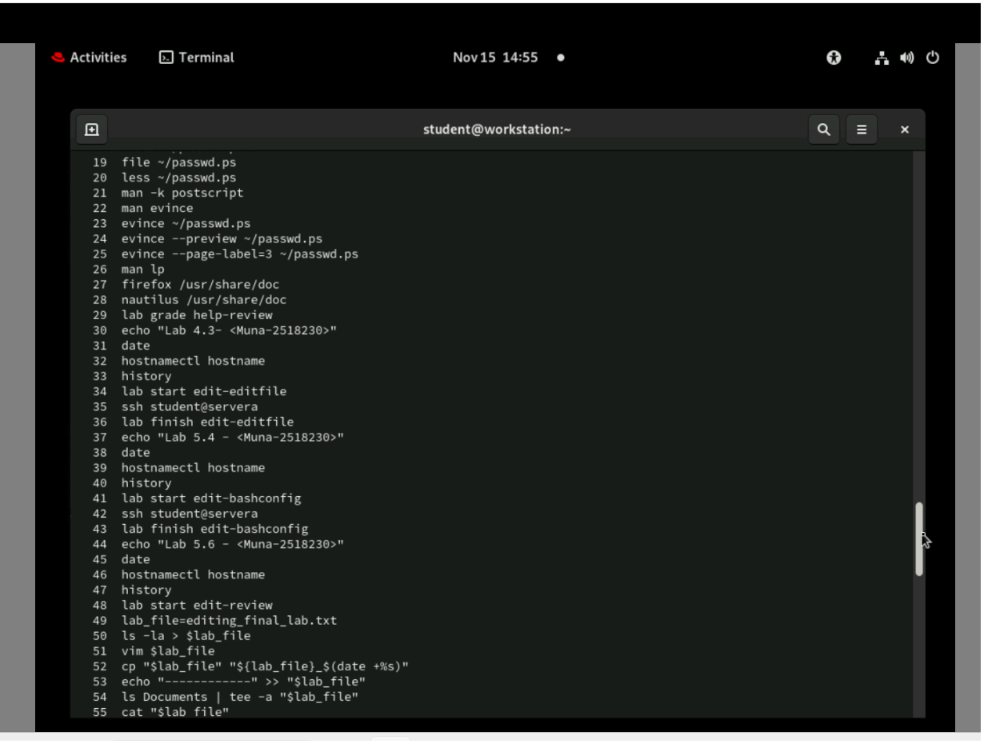 Activities Terminal Nov 15 14:55
student@workstation:~
19 file ~/passwd.ps
20 less ~/passwd.ps
21 man -k postscript
22 man evince
23 evince ~/passwd.ps
24 evince --preview ~/passwd.ps
25 evince --page-label=3 ~/passwd.ps
26 man lp
27 firefox /usr/share/doc
28 nautilus /usr/share/doc
29 lab grade help-review
30 echo "Lab 4.3- <Muna-2518230>"
31 date
32 hostnamectl hostname
33 history
34 lab start edit-editfile
35 ssh student@servera
36 lab finish edit-editfile
37 echo "Lab 5.4 - <Muna-2518230>"
38 date
39 hostnamectl hostname
40 history
41 lab start edit-bashconfig
42 ssh student@servera
43 lab finish edit-bashconfig
44 echo "Lab 5.6 - <Muna-2518230>"
45 date
46 hostnamectl hostname
47 history
48 lab start edit-review
49 lab_file=editing_final_lab.txt
50 ls -la > $lab_file
51 vim $lab_file
52 cp "$lab_file" "${lab_file}_$(date +%s)"
53 echo "------------" >> "$lab_file"
54 ls Documents | tee -a "$lab_file"
55 cat "$lab_file"